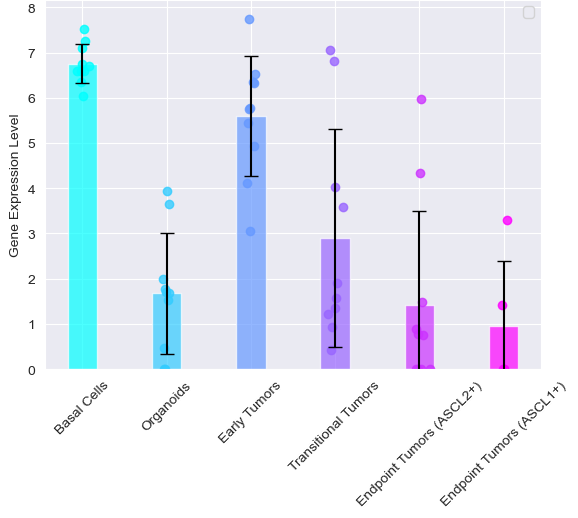 8
7
6
5
4
3
2
1
0
Gene Expression Level
Basal Cells
Organoids
Early Tumors
Transitional Tumors
Endpoint Tumors (ASCL2+)
Endpoint Tumors (ASCL1+)